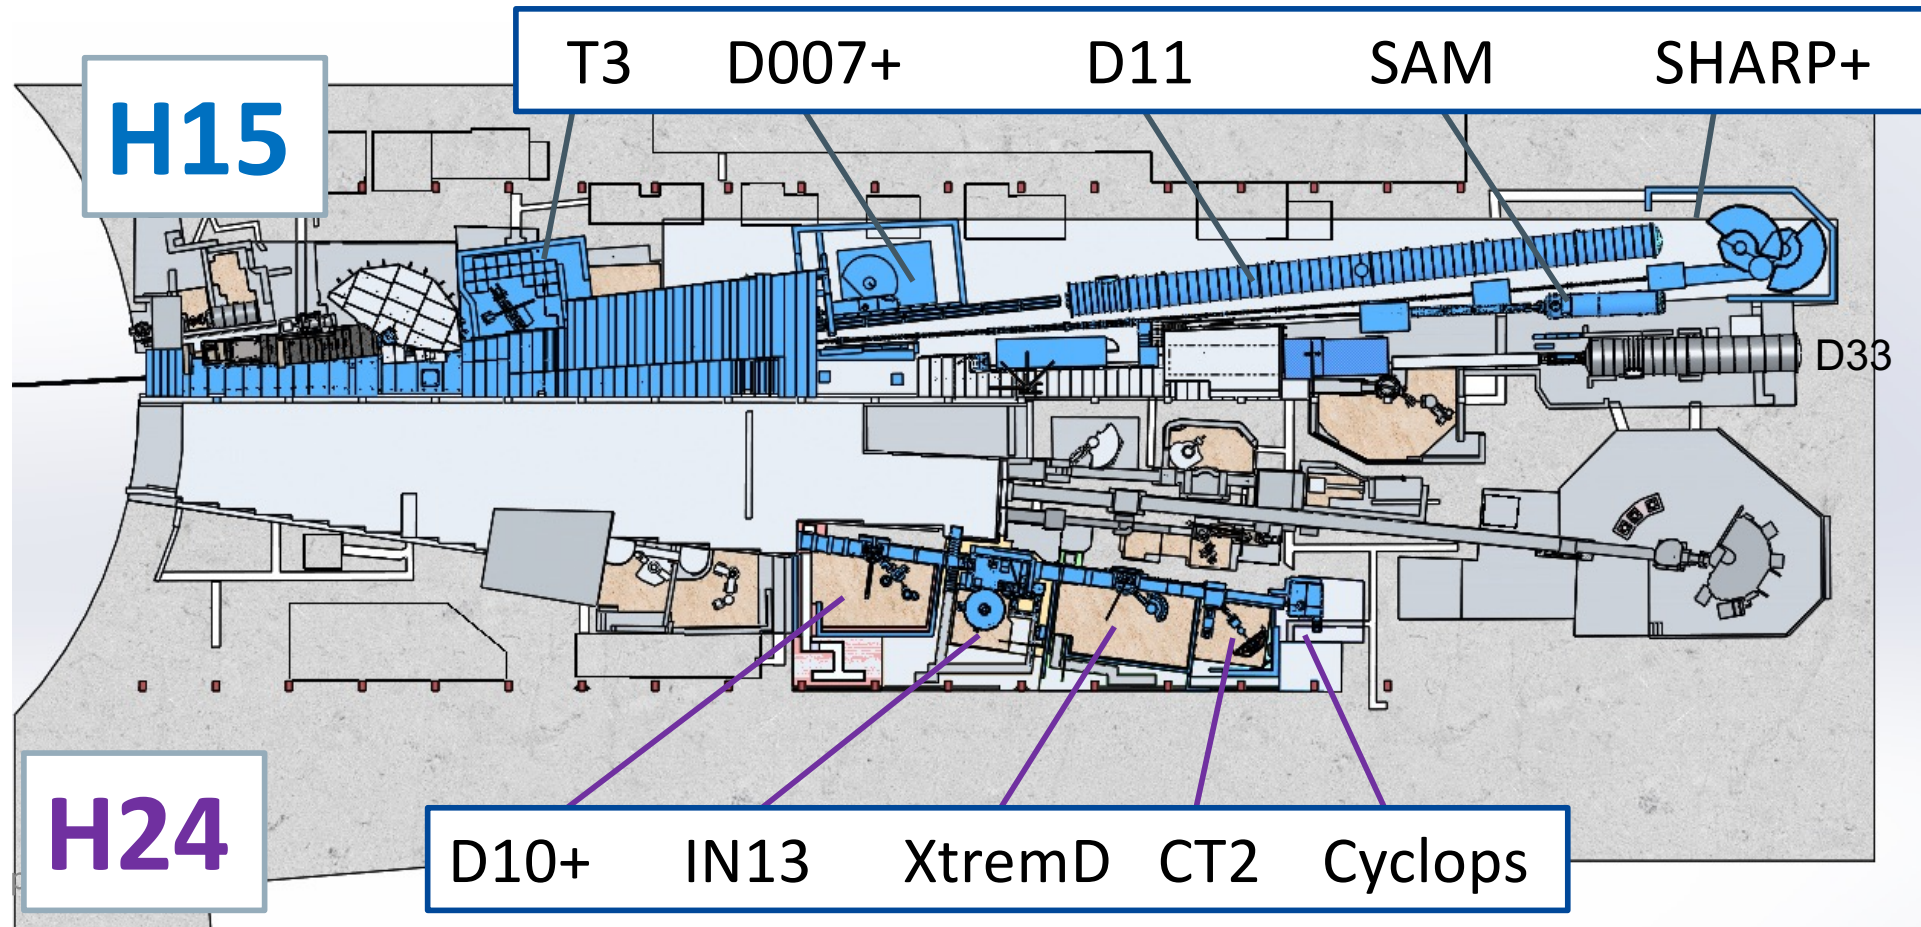 T3 D007+ D11 SAM SHARP+
H15
D33
H24
D10+ IN13 XtremD CT2 Cyclops